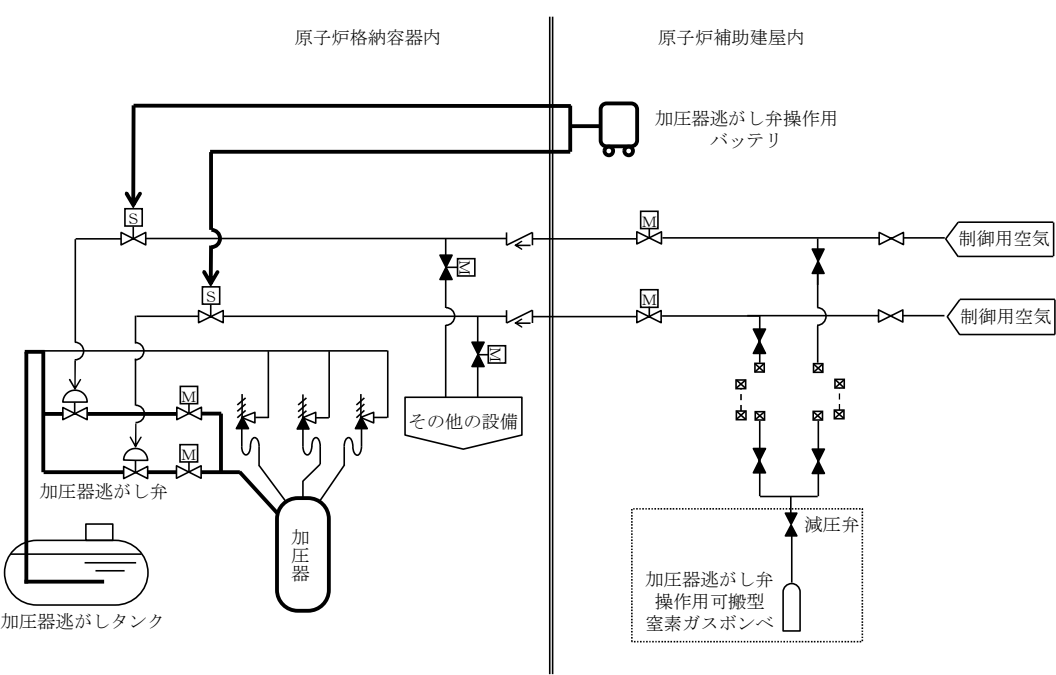 原子炉格納容器内
原子炉補助建屋内
加圧器逃がし弁操作用
バッテリ
S
M
制御用空気
M
S
M
制御用空気
M
M
その他の設備
M
加圧器逃がし弁
加圧器
減圧弁
加圧器逃がし弁
操作用可搬型
窒素ガスボンベ
加圧器逃がしタンク